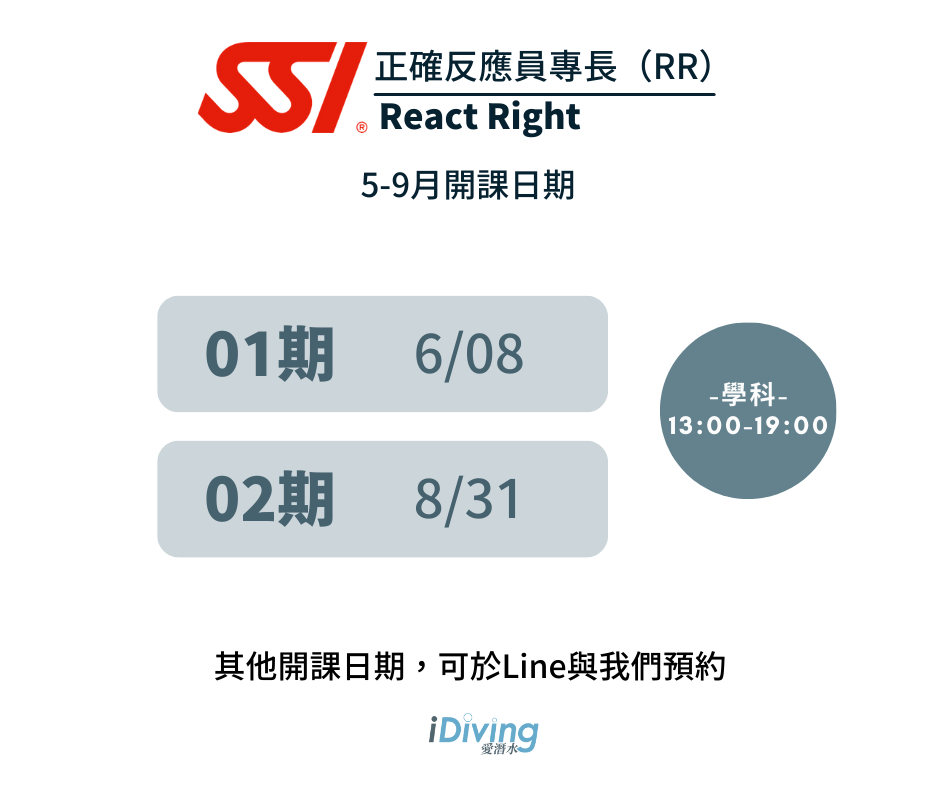 SSI®
正確反應員專長（RR）
React Right
5-9月開課日期
01期 6/08
02期 8/31
-學科-
13:00-19:00
其他開課日期，可於Line與我們預約
iDiving
愛潛水